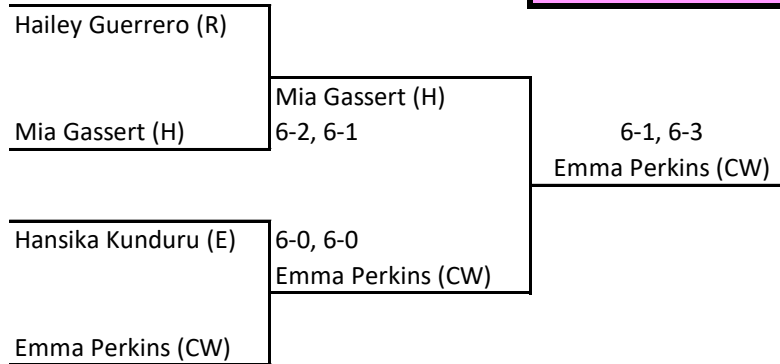 Hailey Guerrero (R)
Mia Gassert (H)
Mia Gassert (H)
6-2, 6-1
6-1, 6-3
Emma Perkins (CW)
Hansika Kunduru (E)
6-0, 6-0
Emma Perkins (CW)
Emma Perkins (CW)